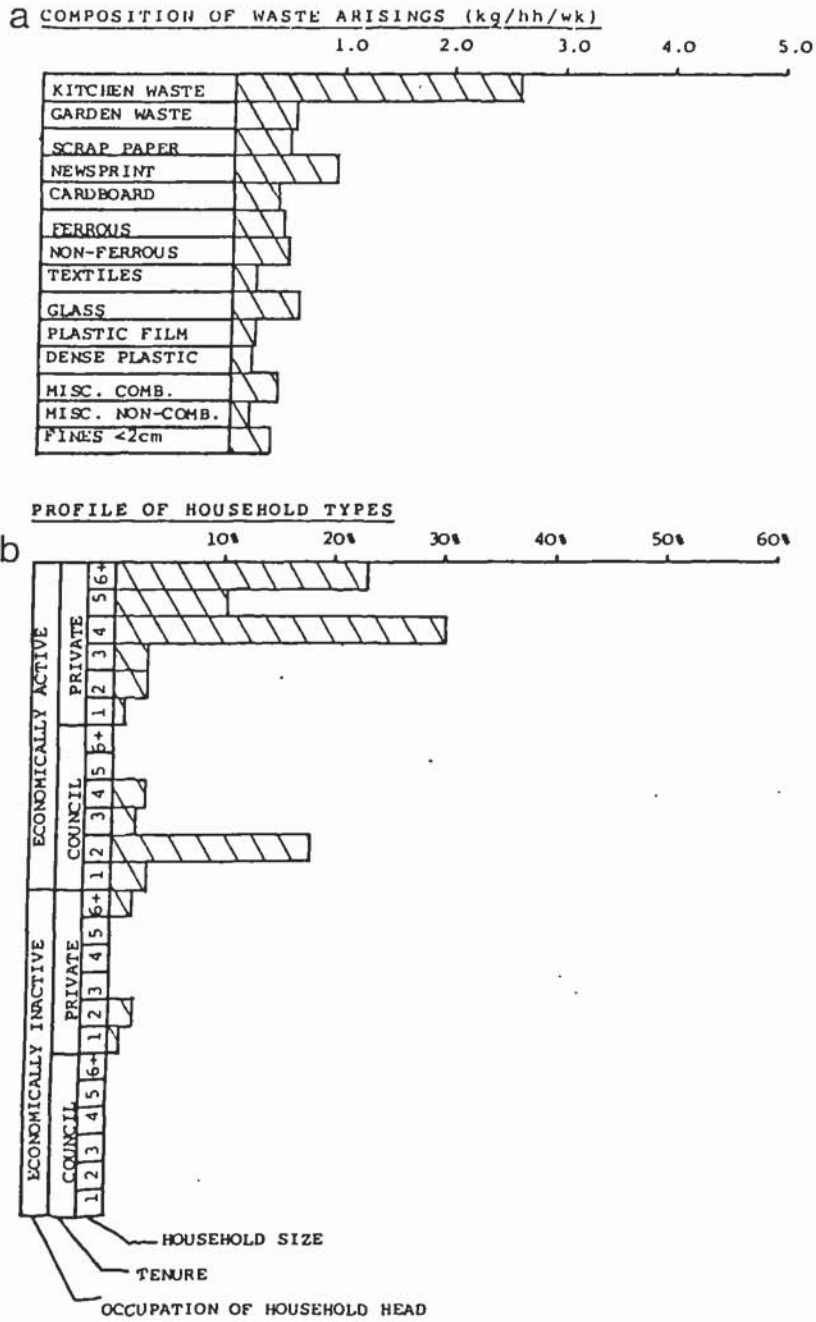 a COMPOSITION OF WASTE ARISINGS (kg/hh/wk)
1.0 2.0 3.0 4.0 5.0
KITCHEN WASTE
GARDEN WASTE
SCRAP PAPER
NEWSPRINT
CARDBOARD
FERROUS
NON-FERROUS
TEXTILES
GLASS
PLASTIC FILM
DENSE PLASTIC
MISC. COMB.
MISC. NON-COMB.
FINES <2cm
PROFILE OF HOUSEHOLD TYPES
b
10% 20% 30% 40% 50% 60%
ECONOMICALLY ACTIVE
PRIVATE
6+
5
4
3
2
1
COUNCIL
6+
5
4
3
2
1
ECONOMICALLY INACTIVE
PRIVATE
6+
5
4
3
2
1
COUNCIL
6+
5
4
3
2
1
HOUSEHOLD SIZE
TENURE
OCCUPATION OF HOUSEHOLD HEAD